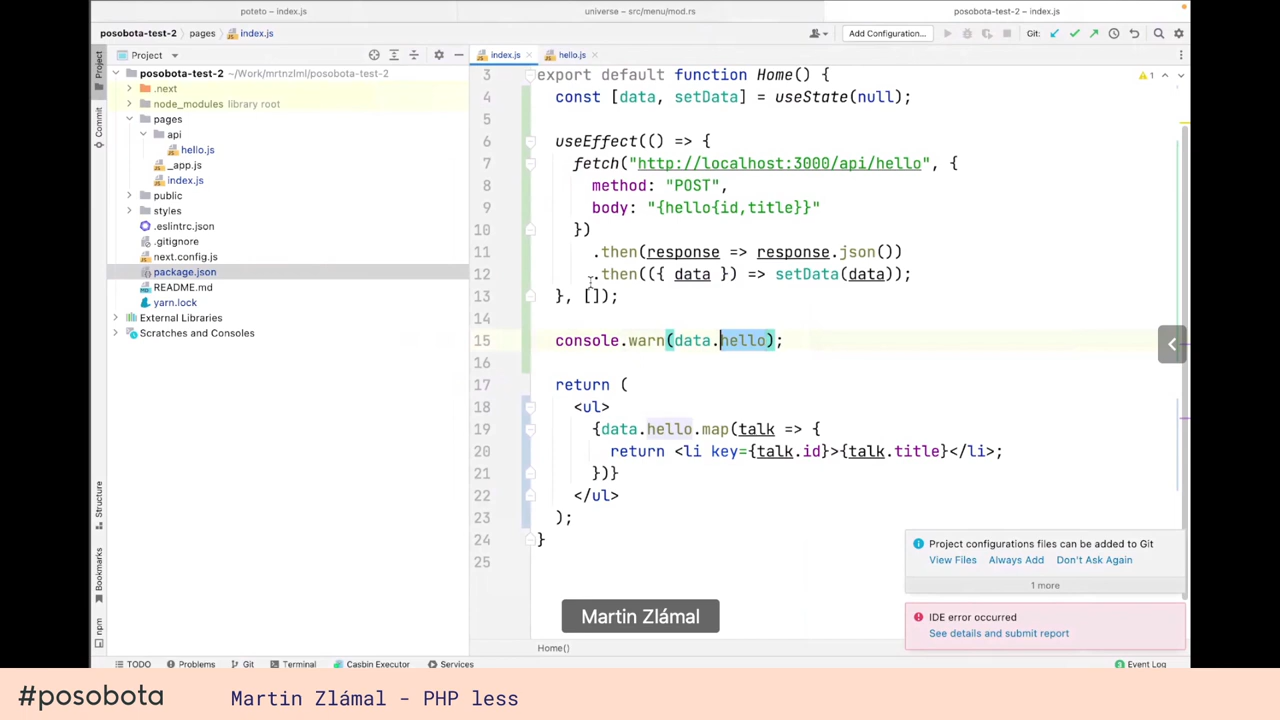 poteto – index.js
universe – src/menu/mod.rs
posobota-test-2 – index.js
posobota-test-2 › pages › index.js
Add Configuration...
Git:
Project
index.js
hello.js
Project
Commit
Structure
Bookmarks
npm
posobota-test-2 ~/Work/mrtnzlml/posobota-test-2
.next
node_modules library root
pages
api
hello.js
_app.js
index.js
public
styles
.eslintrc.json
.gitignore
next.config.js
package.json
README.md
yarn.lock
External Libraries
Scratches and Consoles
1
3 export default function Home() {
4 const [data, setData] = useState(null);
5
6 useEffect(() => {
7 fetch("http://localhost:3000/api/hello", {
8 method: "POST",
9 body: "{hello{id,title}}"
10 })
11 .then(response => response.json())
12 .then(({ data }) => setData(data));
13 }, []);
14
15 console.warn(data.hello);
16
17 return (
18 <ul>
19 {data.hello.map(talk => {
20 return <li key={talk.id}>{talk.title}</li>;
21 })}
22 </ul>
23 );
24 }
25
Project configurations files can be added to Git
View Files Always Add Don't Ask Again
1 more
IDE error occurred
See details and submit report
Martin Zlámal
Home()
TODO Problems Git Terminal Casbin Executor Services Event Log
#posobota Martin Zlámal - PHP less